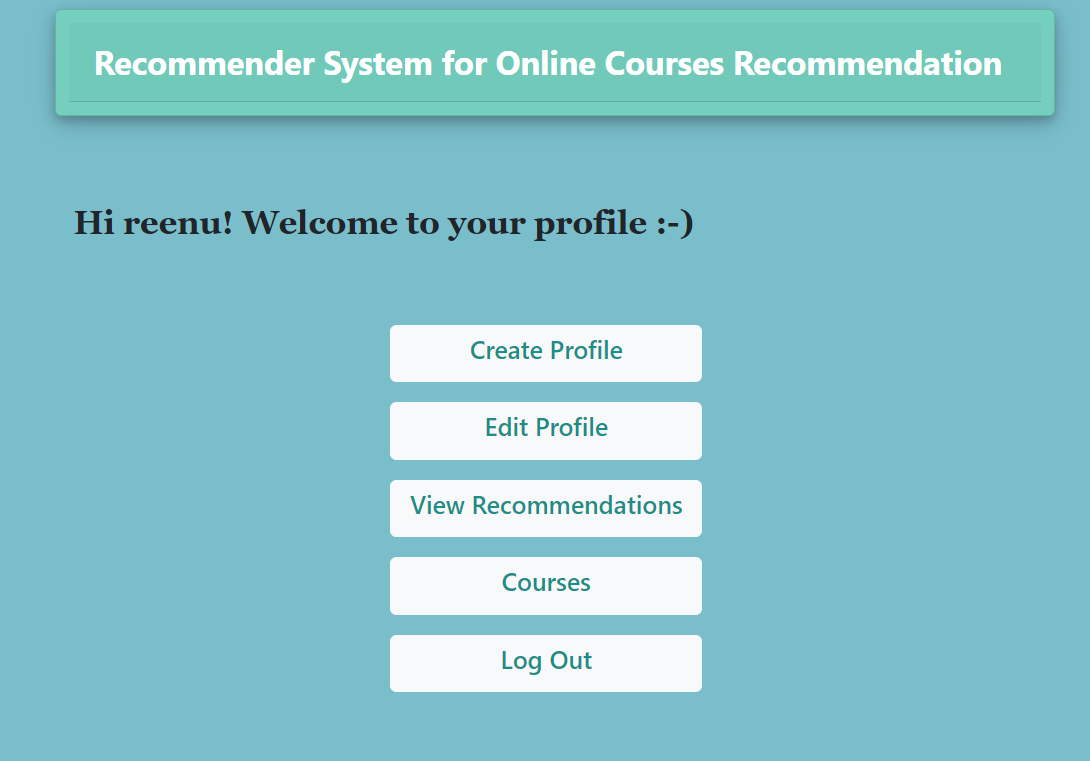 Recommender System for Online Courses Recommendation
Hi reenu! Welcome to your profile :-)
Create Profile
Edit Profile
View Recommendations
Courses
Log Out